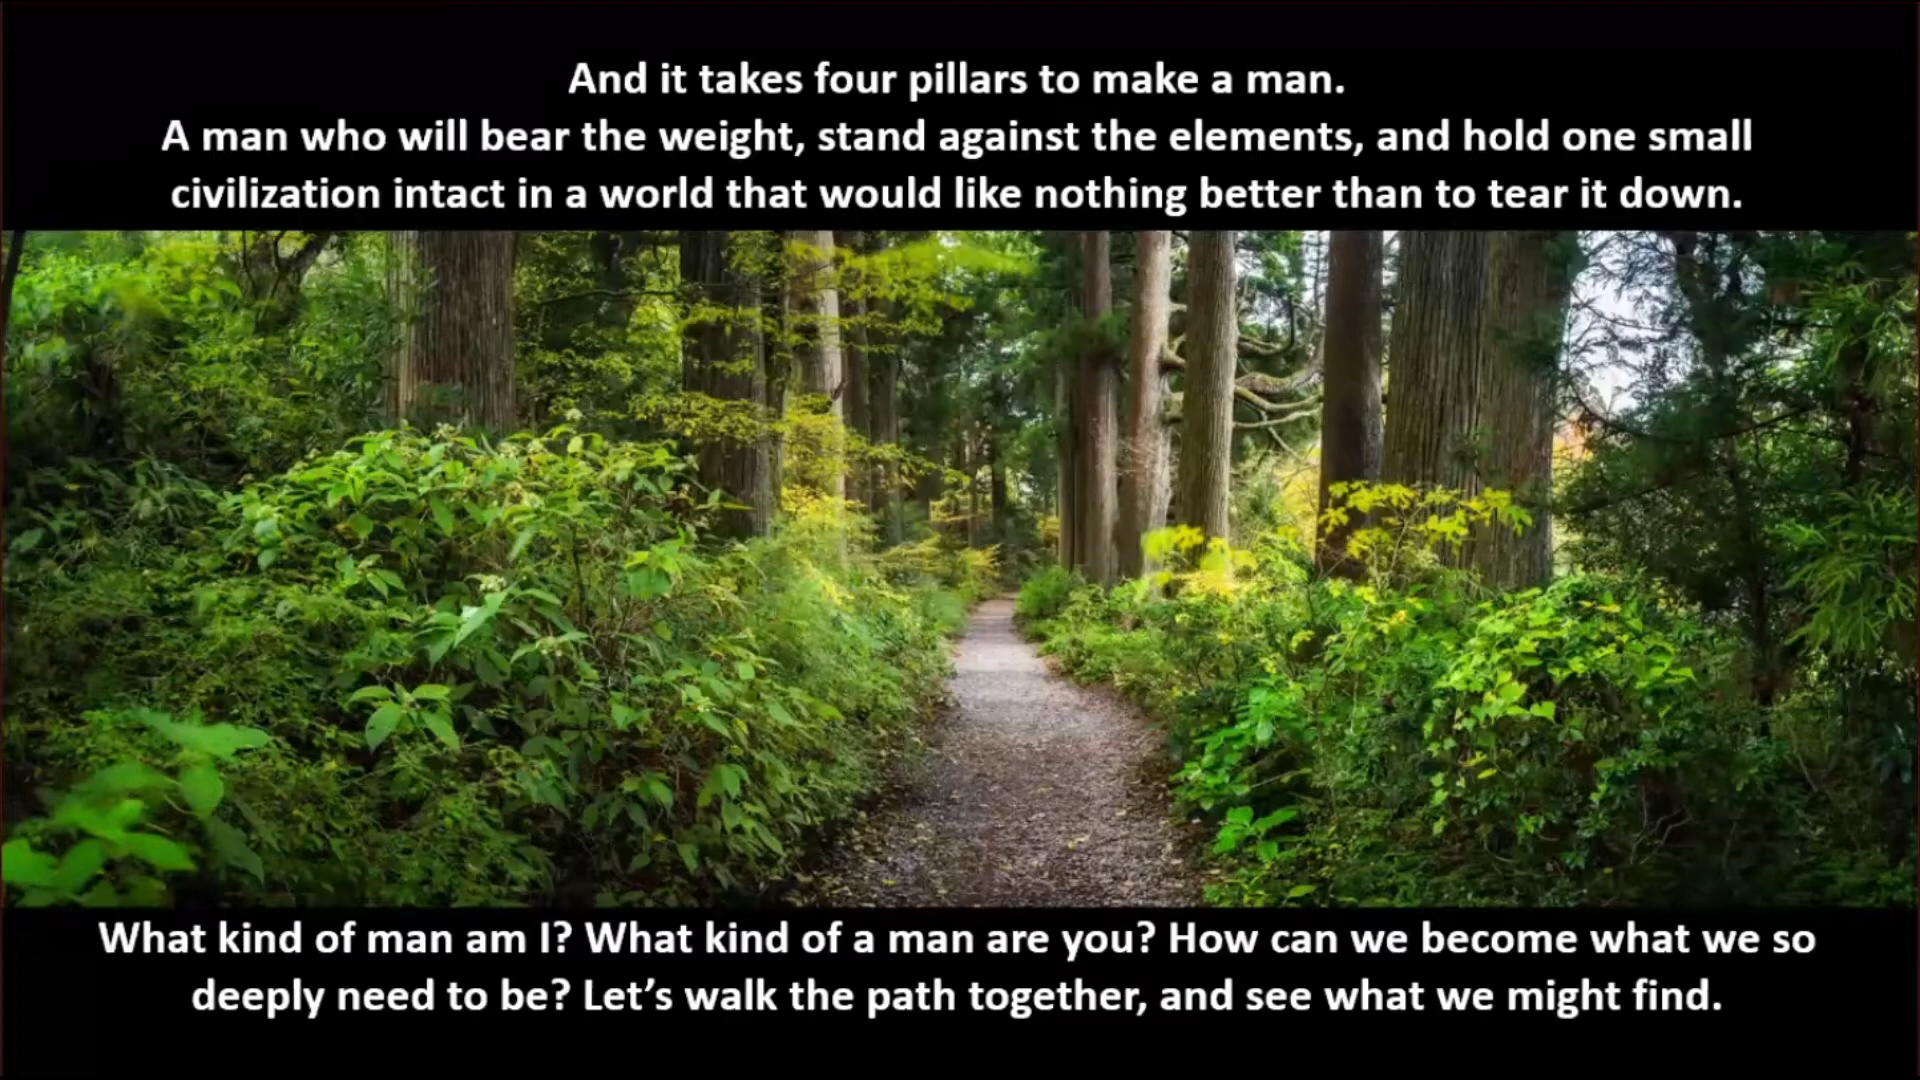 And it takes four pillars to make a man.
A man who will bear the weight, stand against the elements, and hold one small
civilization intact in a world that would like nothing better than to tear it down.
What kind of man am I? What kind of a man are you? How can we become what we so
deeply need to be? Let’s walk the path together, and see what we might find.